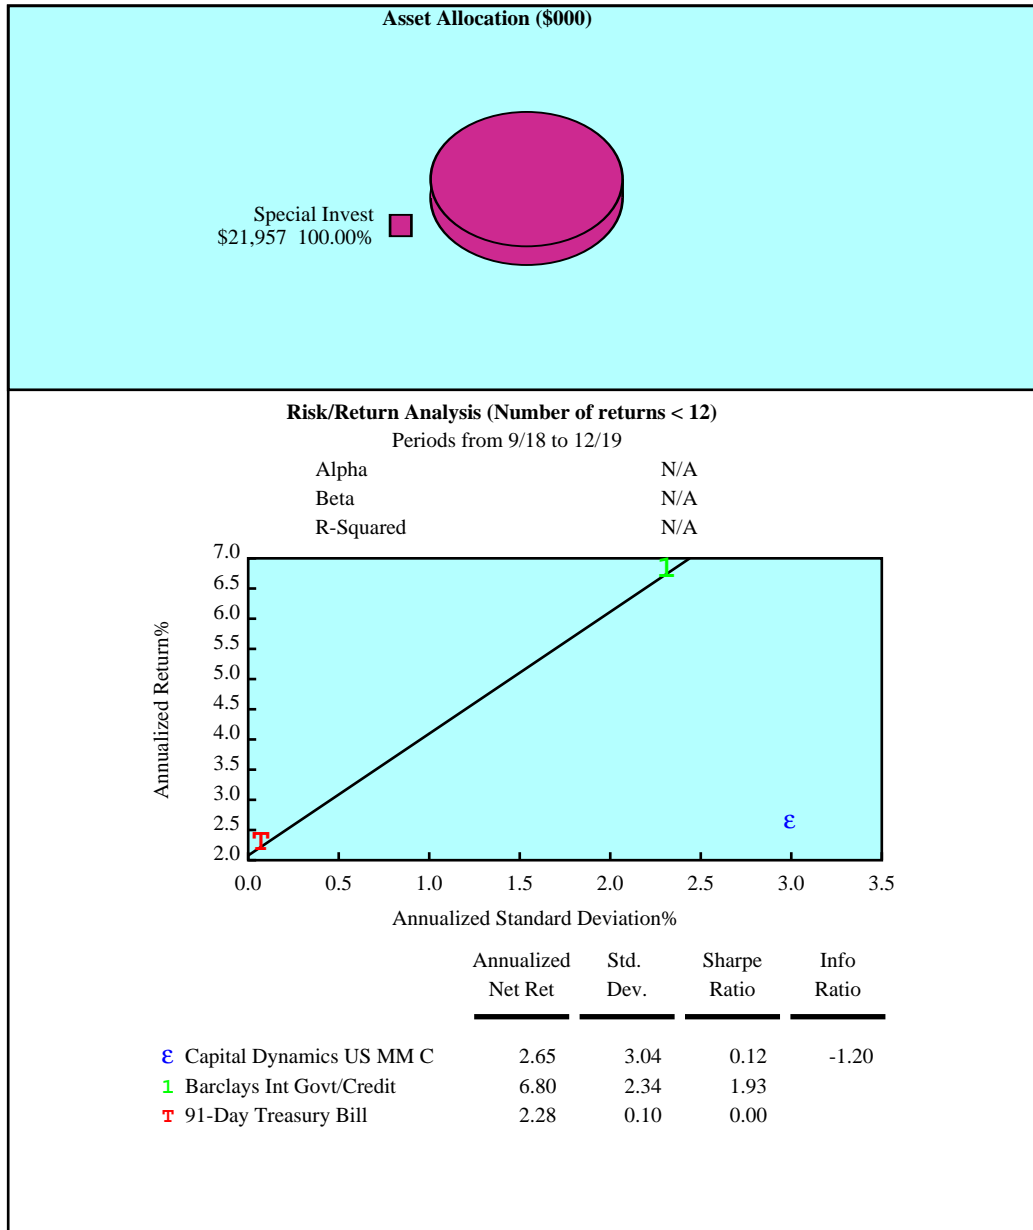 Asset Allocation ($000)
Special Invest
$21,957 100.00%
Risk/Return Analysis (Number of returns < 12)
Periods from 9/18 to 12/19
Alpha N/A
Beta N/A
R-Squared N/A
Annualized Return%
7.0
6.5
6.0
5.5
5.0
4.5
4.0
3.5
3.0
2.5
2.0
1
T
ε
0.0 0.5 1.0 1.5 2.0 2.5 3.0 3.5
Annualized Standard Deviation%
Annualized Std. Sharpe Info
Net Ret Dev. Ratio Ratio
ε Capital Dynamics US MM C 2.65 3.04 0.12 -1.20
1 Barclays Int Govt/Credit 6.80 2.34 1.93
T 91-Day Treasury Bill 2.28 0.10 0.00